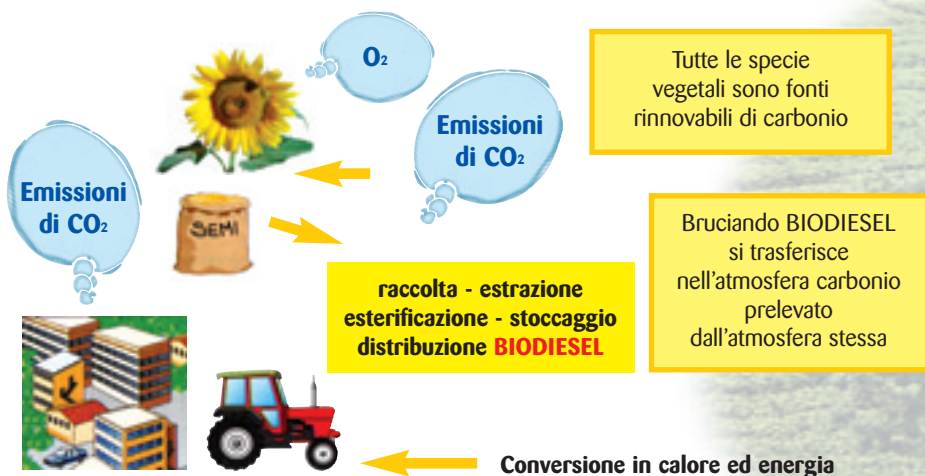 O₂
Tutte le specie
vegetali sono fonti
rinnovabili di carbonio
Emissioni
di CO₂
Emissioni
di CO₂
SEMI
Bruciando BIODIESEL
si trasferisce
nell'atmosfera carbonio
prelevato
dall'atmosfera stessa
raccolta - estrazione
esterificazione - stoccaggio
distribuzione BIODIESEL
Conversione in calore ed energia